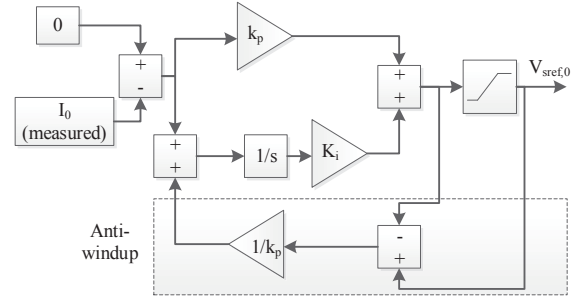 0
+
-
I₀
(measured)
kₚ
+
+
Vsref,0
+
+
1/s
Kᵢ
Anti-
windup
1/kₚ
-
+